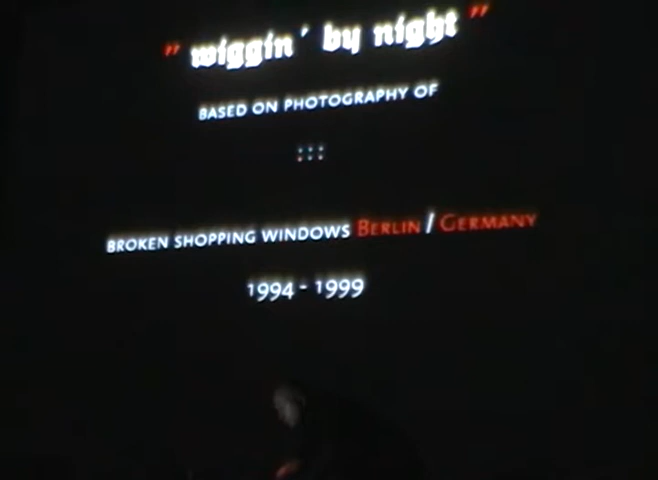 " wiggin' by night "
BASED ON PHOTOGRAPHY OF
:::
BROKEN SHOPPING WINDOWS BERLIN / GERMANY
1994 - 1999